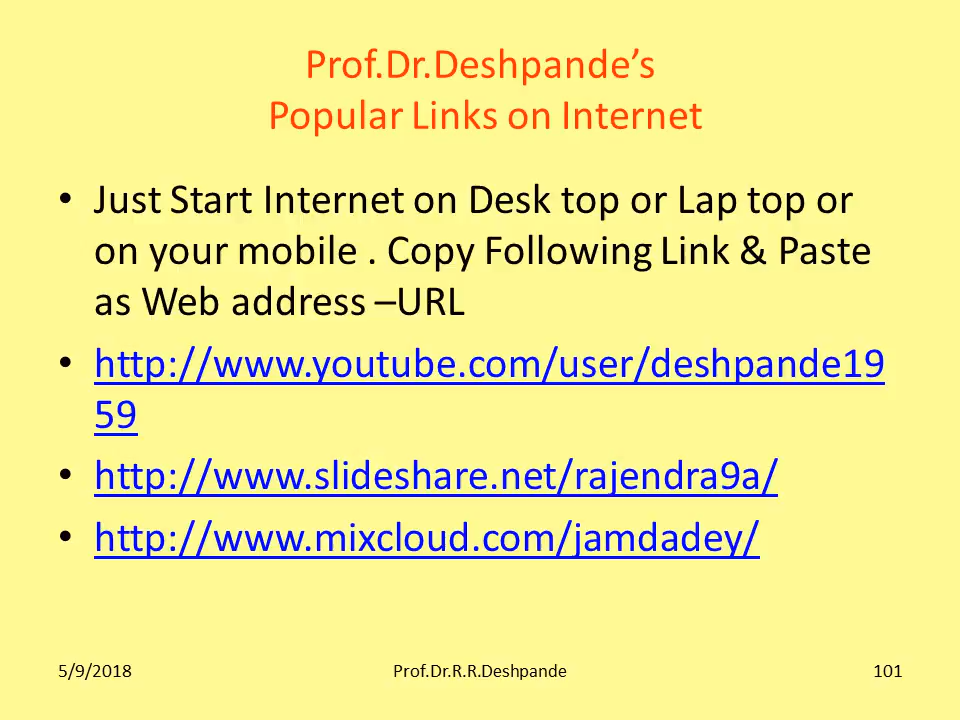 Prof.Dr.Deshpande’s
Popular Links on Internet
• Just Start Internet on Desk top or Lap top or
on your mobile . Copy Following Link & Paste
as Web address –URL
• http://www.youtube.com/user/deshpande19
59
• http://www.slideshare.net/rajendra9a/
• http://www.mixcloud.com/jamdadey/
5/9/2018 Prof.Dr.R.R.Deshpande 101